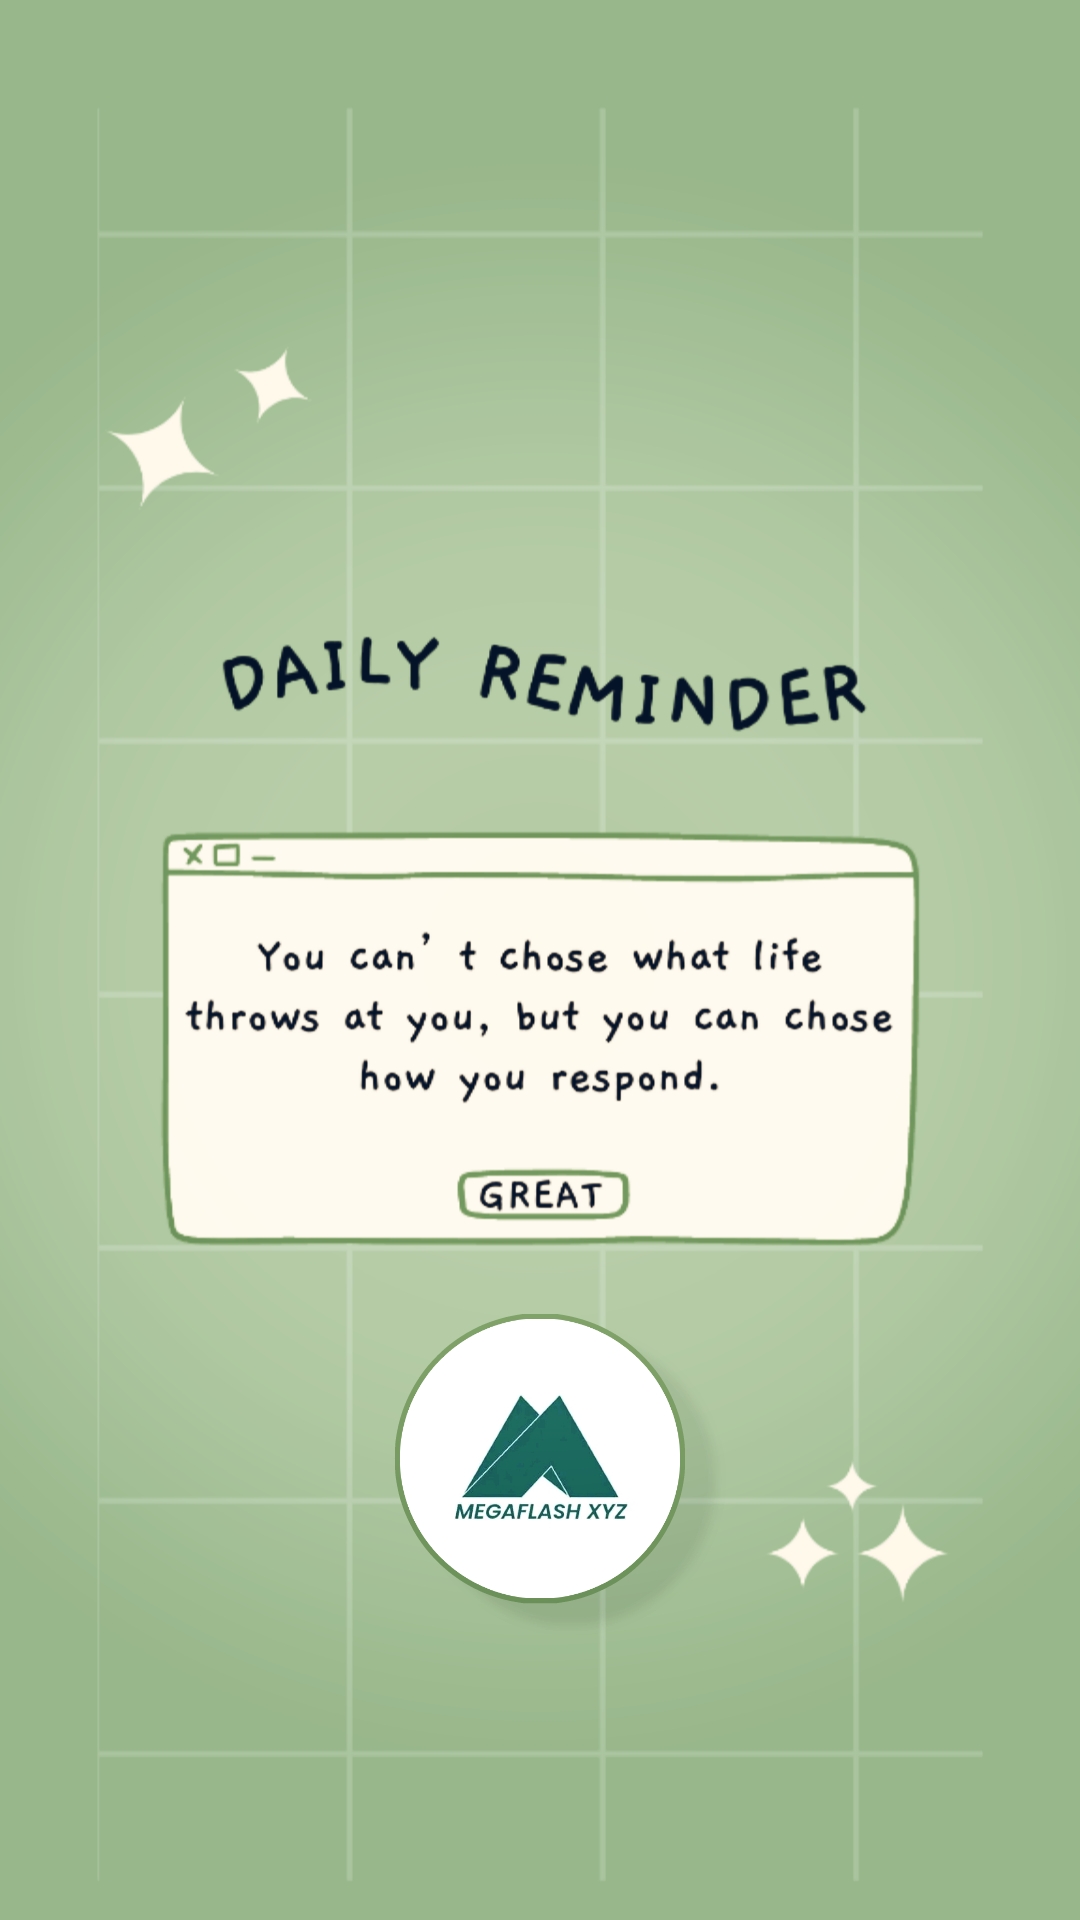 DAILY REMINDER
You can’ t chose what life
throws at you, but you can chose
how you respond.
GREAT
MEGAFLASH XYZ